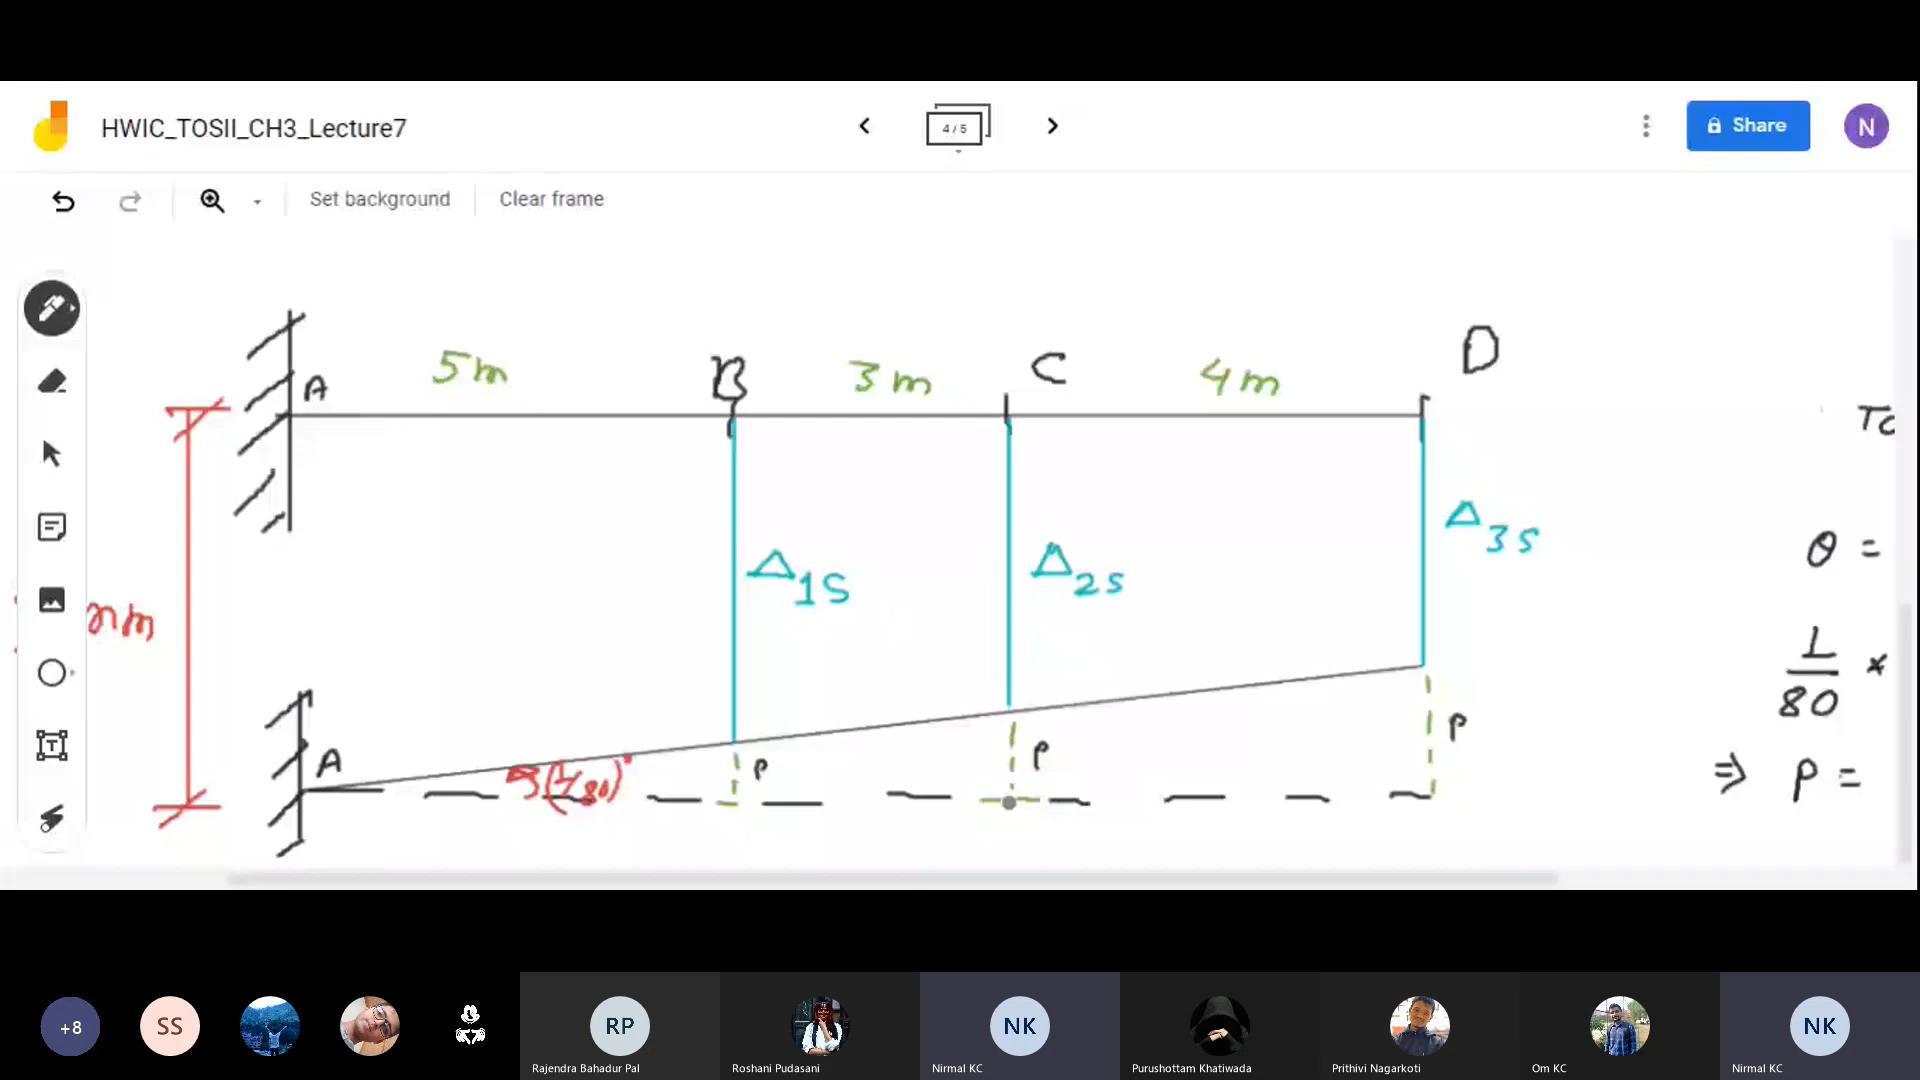 HWIC_TOSII_CH3_Lecture7
4 / 5
Share
N
Set background
Clear frame
A
5m
B
3m
C
4m
D
θ =
Δ1S
Δ2S
Δ3S
mm
1/80 *
A
P
P
P
⇒ P =
+8
SS
RP
NK
NK
Rajendra Bahadur Pal
Roshani Pudasani
Nirmal KC
Purushottam Khatiwada
Prithivi Nagarkoti
Om KC
Nirmal KC